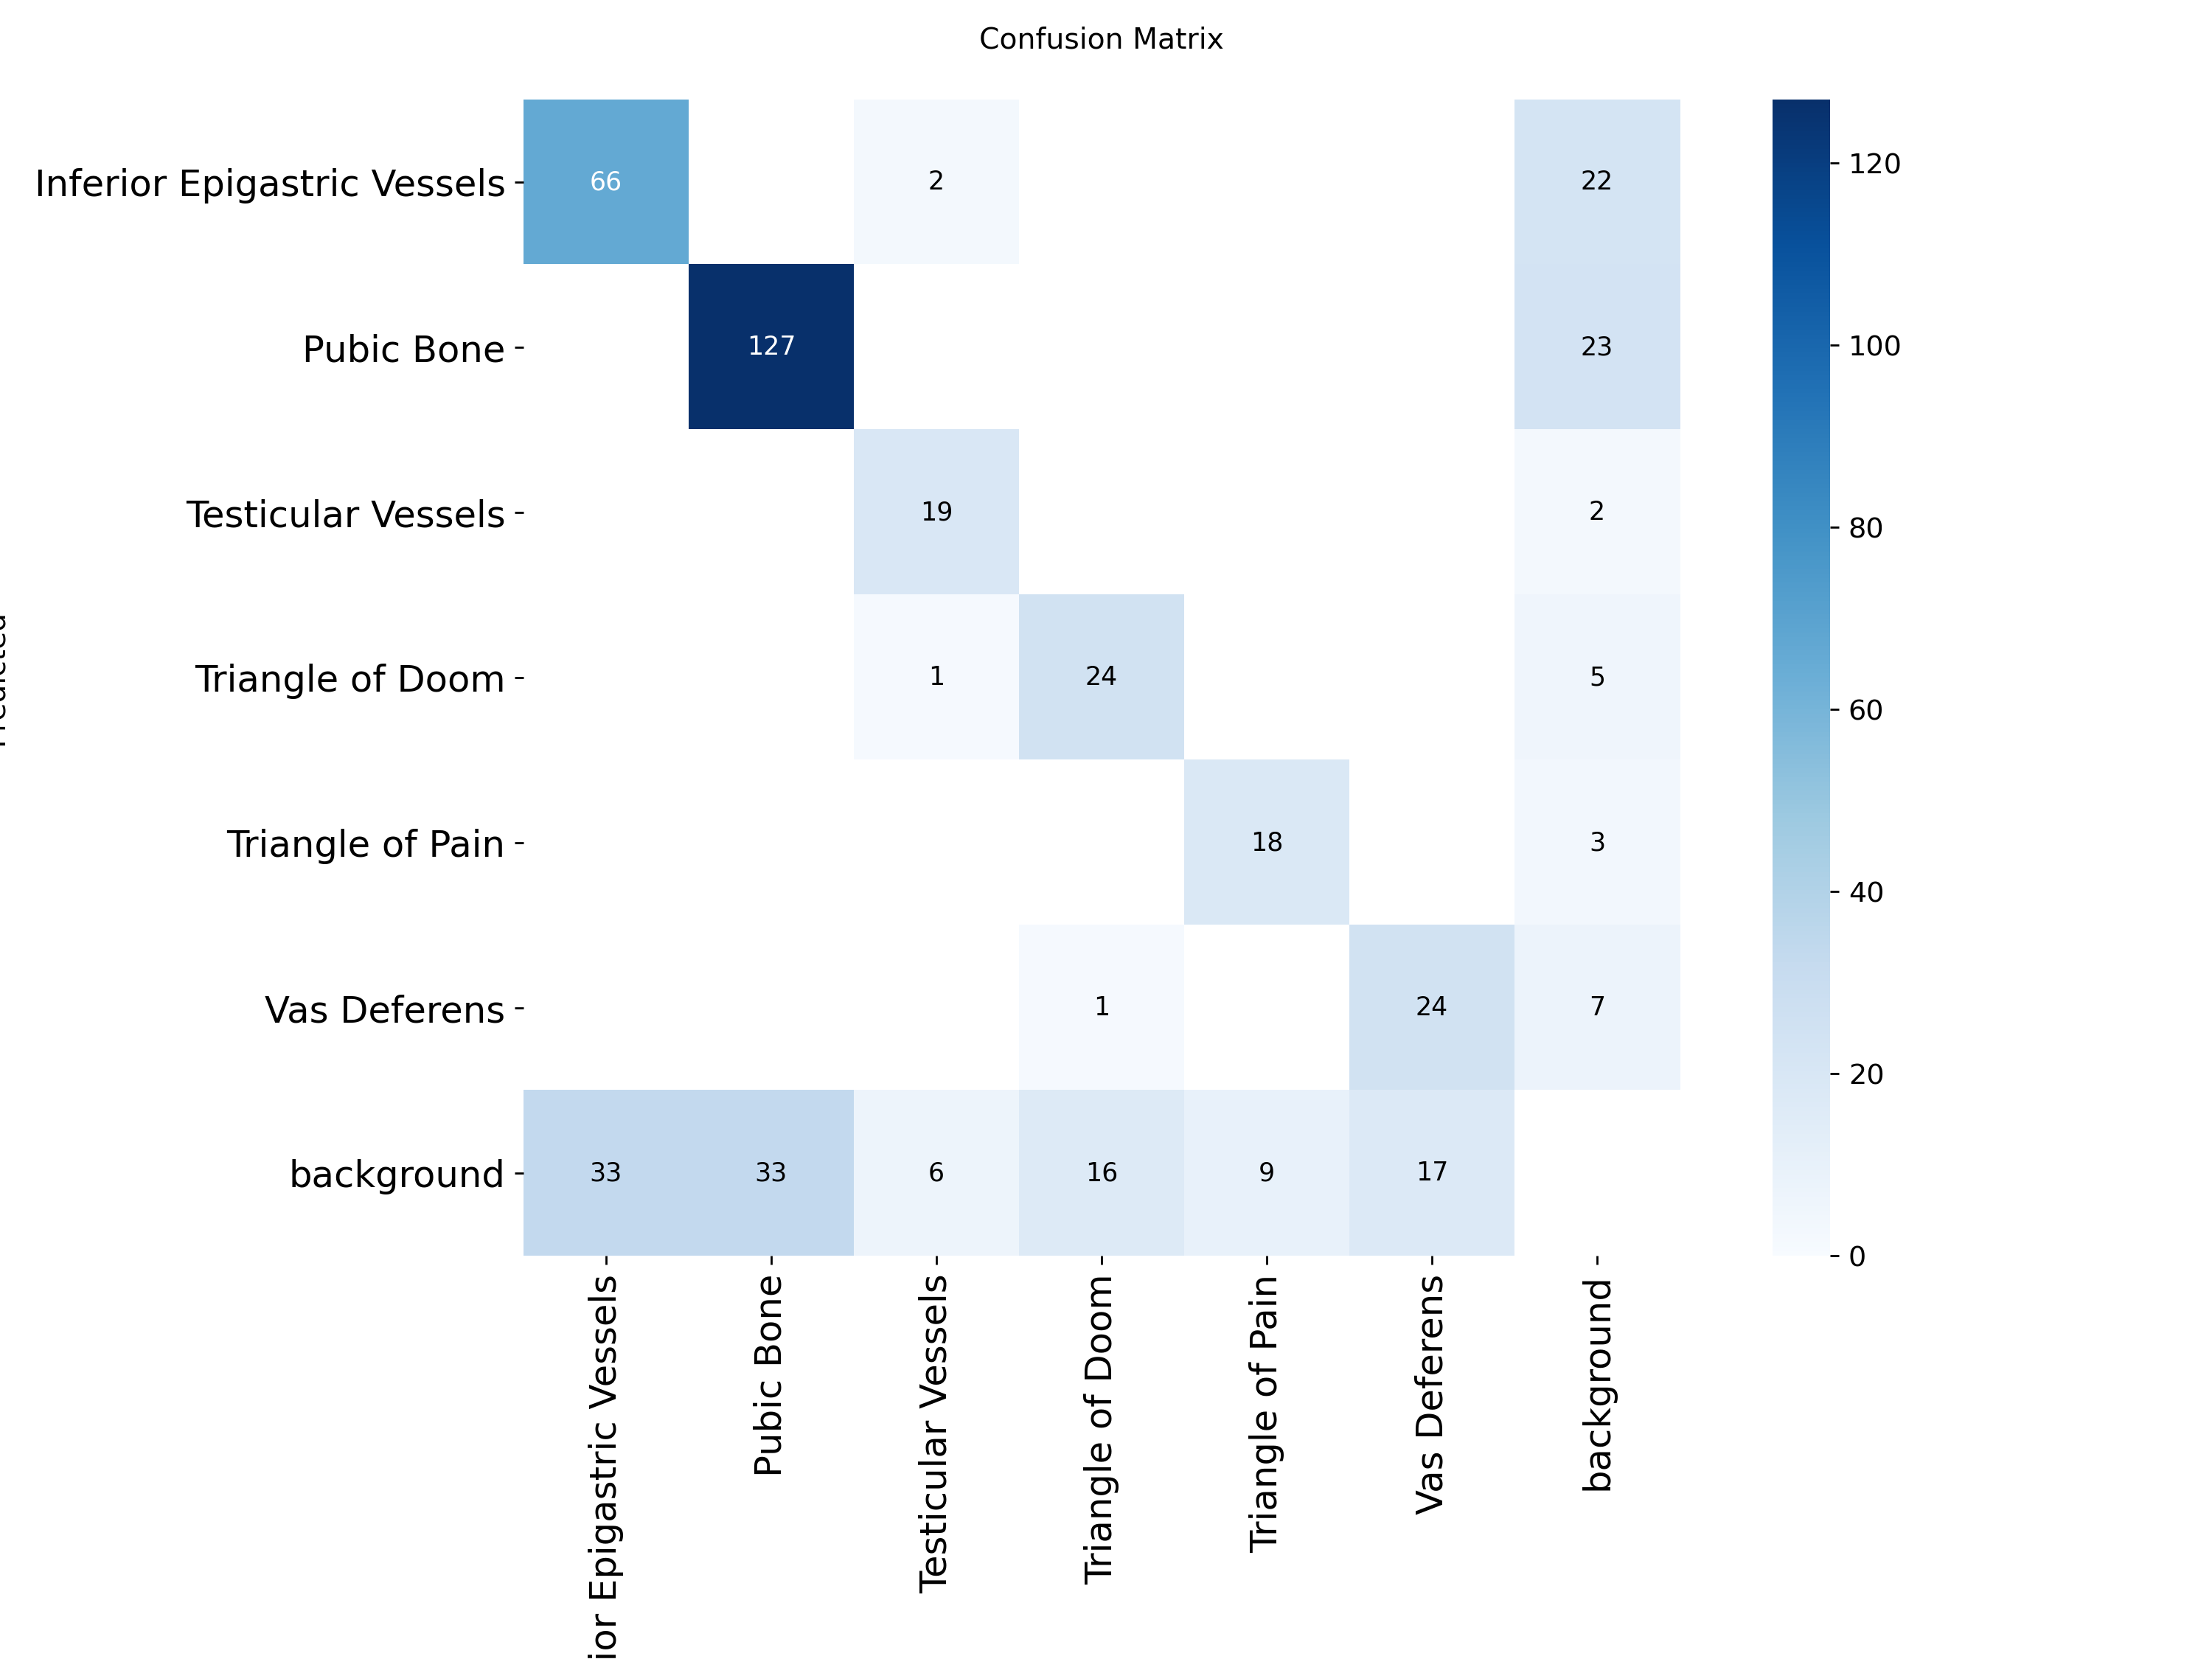 Confusion Matrix
Inferior Epigastric Vessels 66 2 22
Pubic Bone 127 23
Testicular Vessels 19 2
Triangle of Doom 1 24 5
Triangle of Pain 18 3
Vas Deferens 1 24 7
background 33 33 6 16 9 17
ior Epigastric Vessels
Pubic Bone
Testicular Vessels
Triangle of Doom
Triangle of Pain
Vas Deferens
background
120
100
80
60
40
20
0